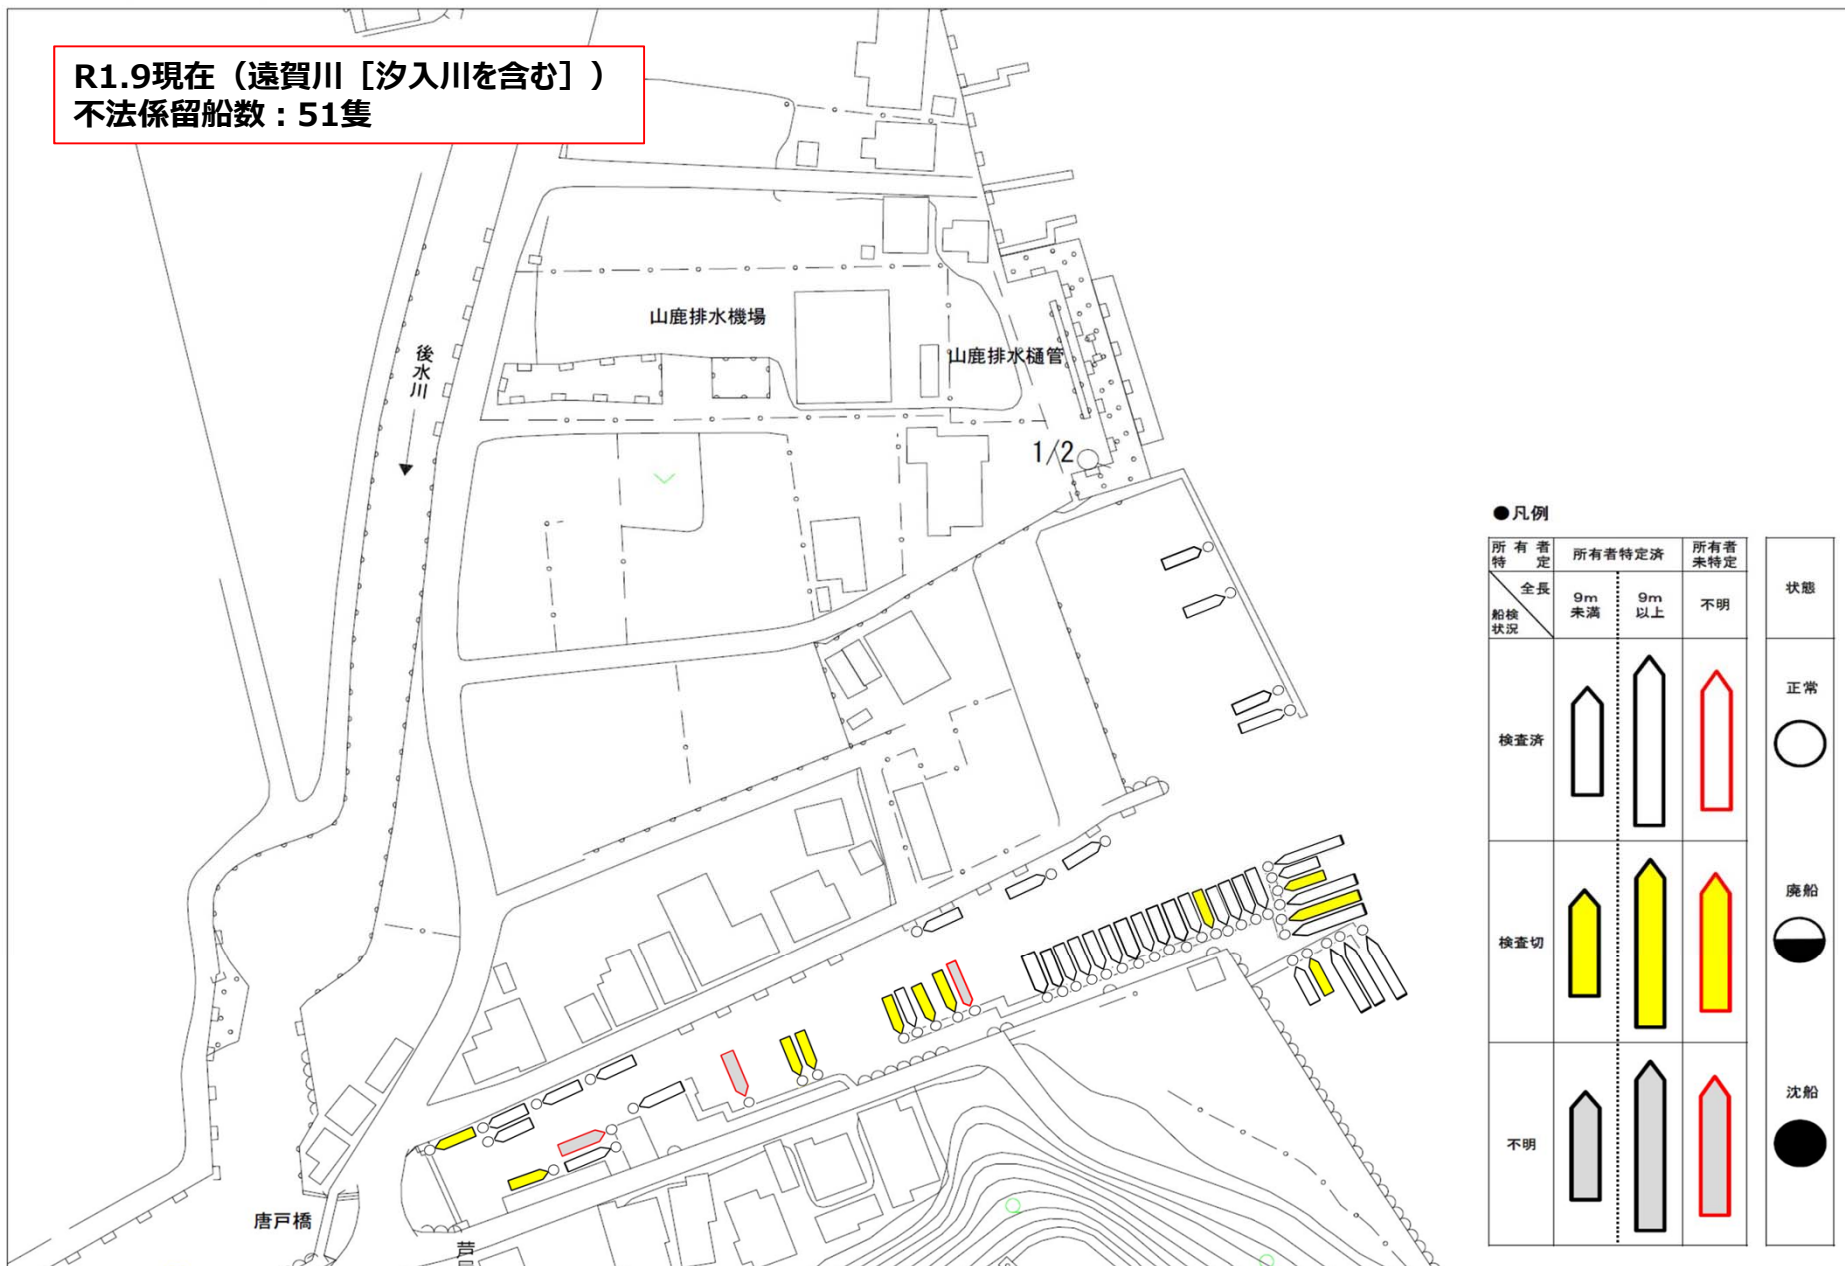 R1.9現在（遠賀川［汐入川を含む］）
不法係留船数：51隻
山鹿排水機場
山鹿排水樋管
後水川
1/2
唐戸橋
芦
●凡例
所有者特定
所有者特定済
所有者未特定
状態
全長
船検状況
9m未満
9m以上
不明
検査済
正常
検査切
廃船
不明
沈船